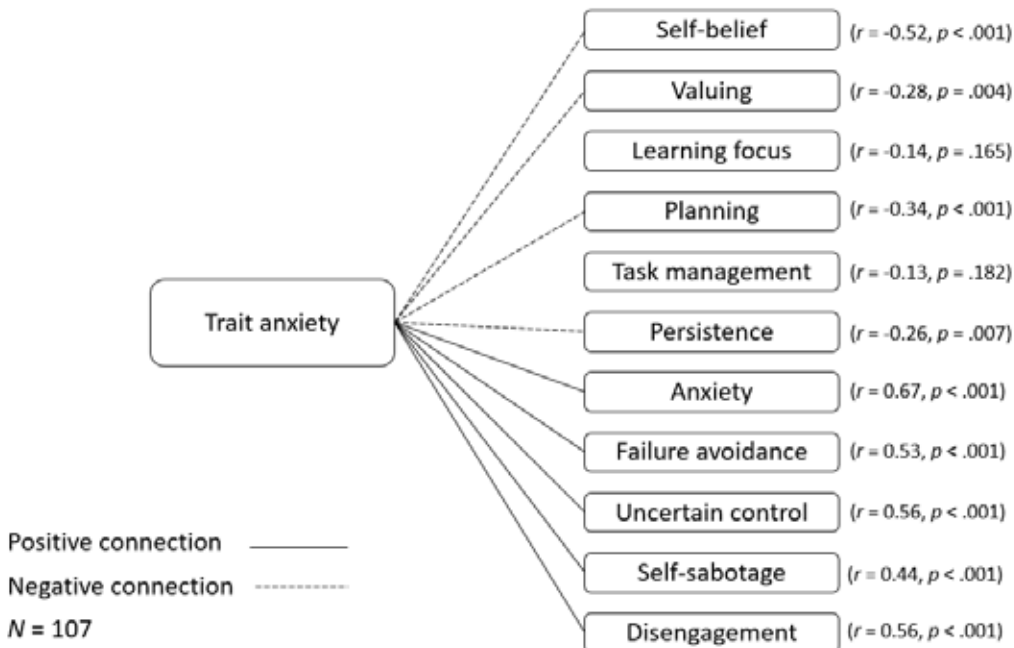 Self-belief (r = -0.52, p < .001)
Valuing (r = -0.28, p = .004)
Learning focus (r = -0.14, p = .165)
Planning (r = -0.34, p < .001)
Task management (r = -0.13, p = .182)
Trait anxiety
Persistence (r = -0.26, p = .007)
Anxiety (r = 0.67, p < .001)
Failure avoidance (r = 0.53, p < .001)
Uncertain control (r = 0.56, p < .001)
Positive connection
Self-sabotage (r = 0.44, p < .001)
Negative connection
Disengagement (r = 0.56, p < .001)
N = 107